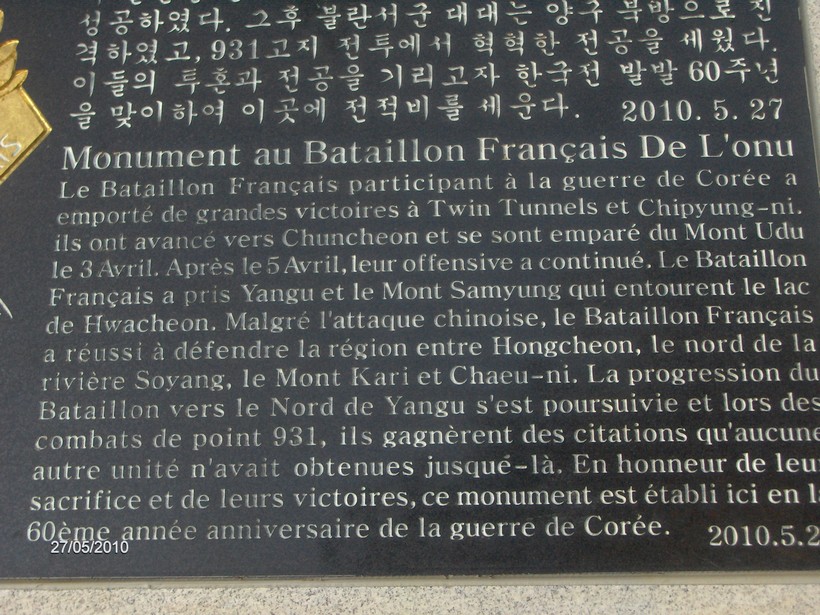 성공하였다. 그후 불란서군 대대는 양구 북방으로 진
격하였고, 931고지 전투에서 혁혁한 전공을 세웠다.
이들의 투혼과 전공을 기리고자 한국전 발발 60주년
을 맞이하여 이곳에 전적비를 세운다. 2010. 5. 27
Monument au Bataillon Français De L'onu
Le Bataillon Français participant à la guerre de Corée a
emporté de grandes victoires à Twin Tunnels et Chipyung-ni.
ils ont avancé vers Chuncheon et se sont emparé du Mont Udu
le 3 Avril. Après le 5 Avril, leur offensive a continué. Le Bataillon
Français a pris Yangu et le Mont Samyung qui entourent le lac
de Hwacheon. Malgré l'attaque chinoise, le Bataillon Français
a réussi à défendre la région entre Hongcheon, le nord de la
rivière Soyang, le Mont Kari et Chaeu-ni. La progression du
Bataillon vers le Nord de Yangu s'est poursuivie et lors des
combats de point 931, ils gagnèrent des citations qu'aucune
autre unité n'avait obtenues jusqué-là. En honneur de leur
sacrifice et de leurs victoires, ce monument est établi ici en la
60ème année anniversaire de la guerre de Corée.
2010.5.2
27/05/2010